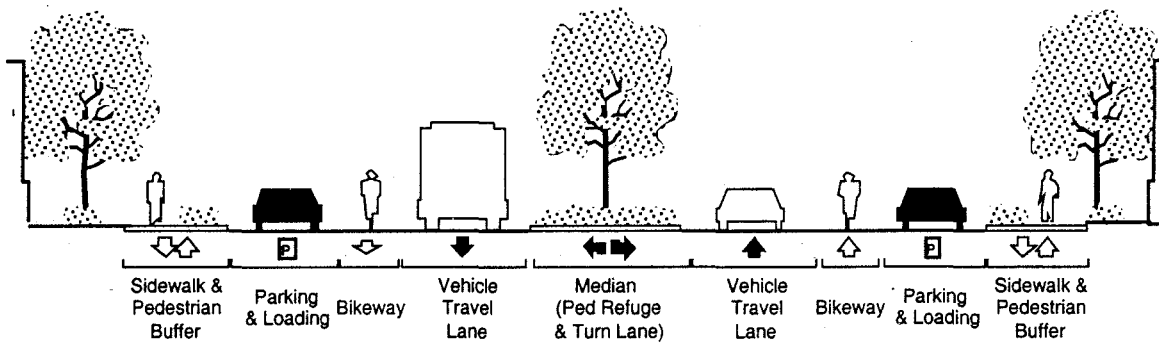 P
P
Sidewalk &
Pedestrian
Buffer
Parking
& Loading
Bikeway
Vehicle
Travel
Lane
Median
(Ped Refuge
& Turn Lane)
Vehicle
Travel
Lane
Bikeway
Parking
& Loading
Sidewalk &
Pedestrian
Buffer